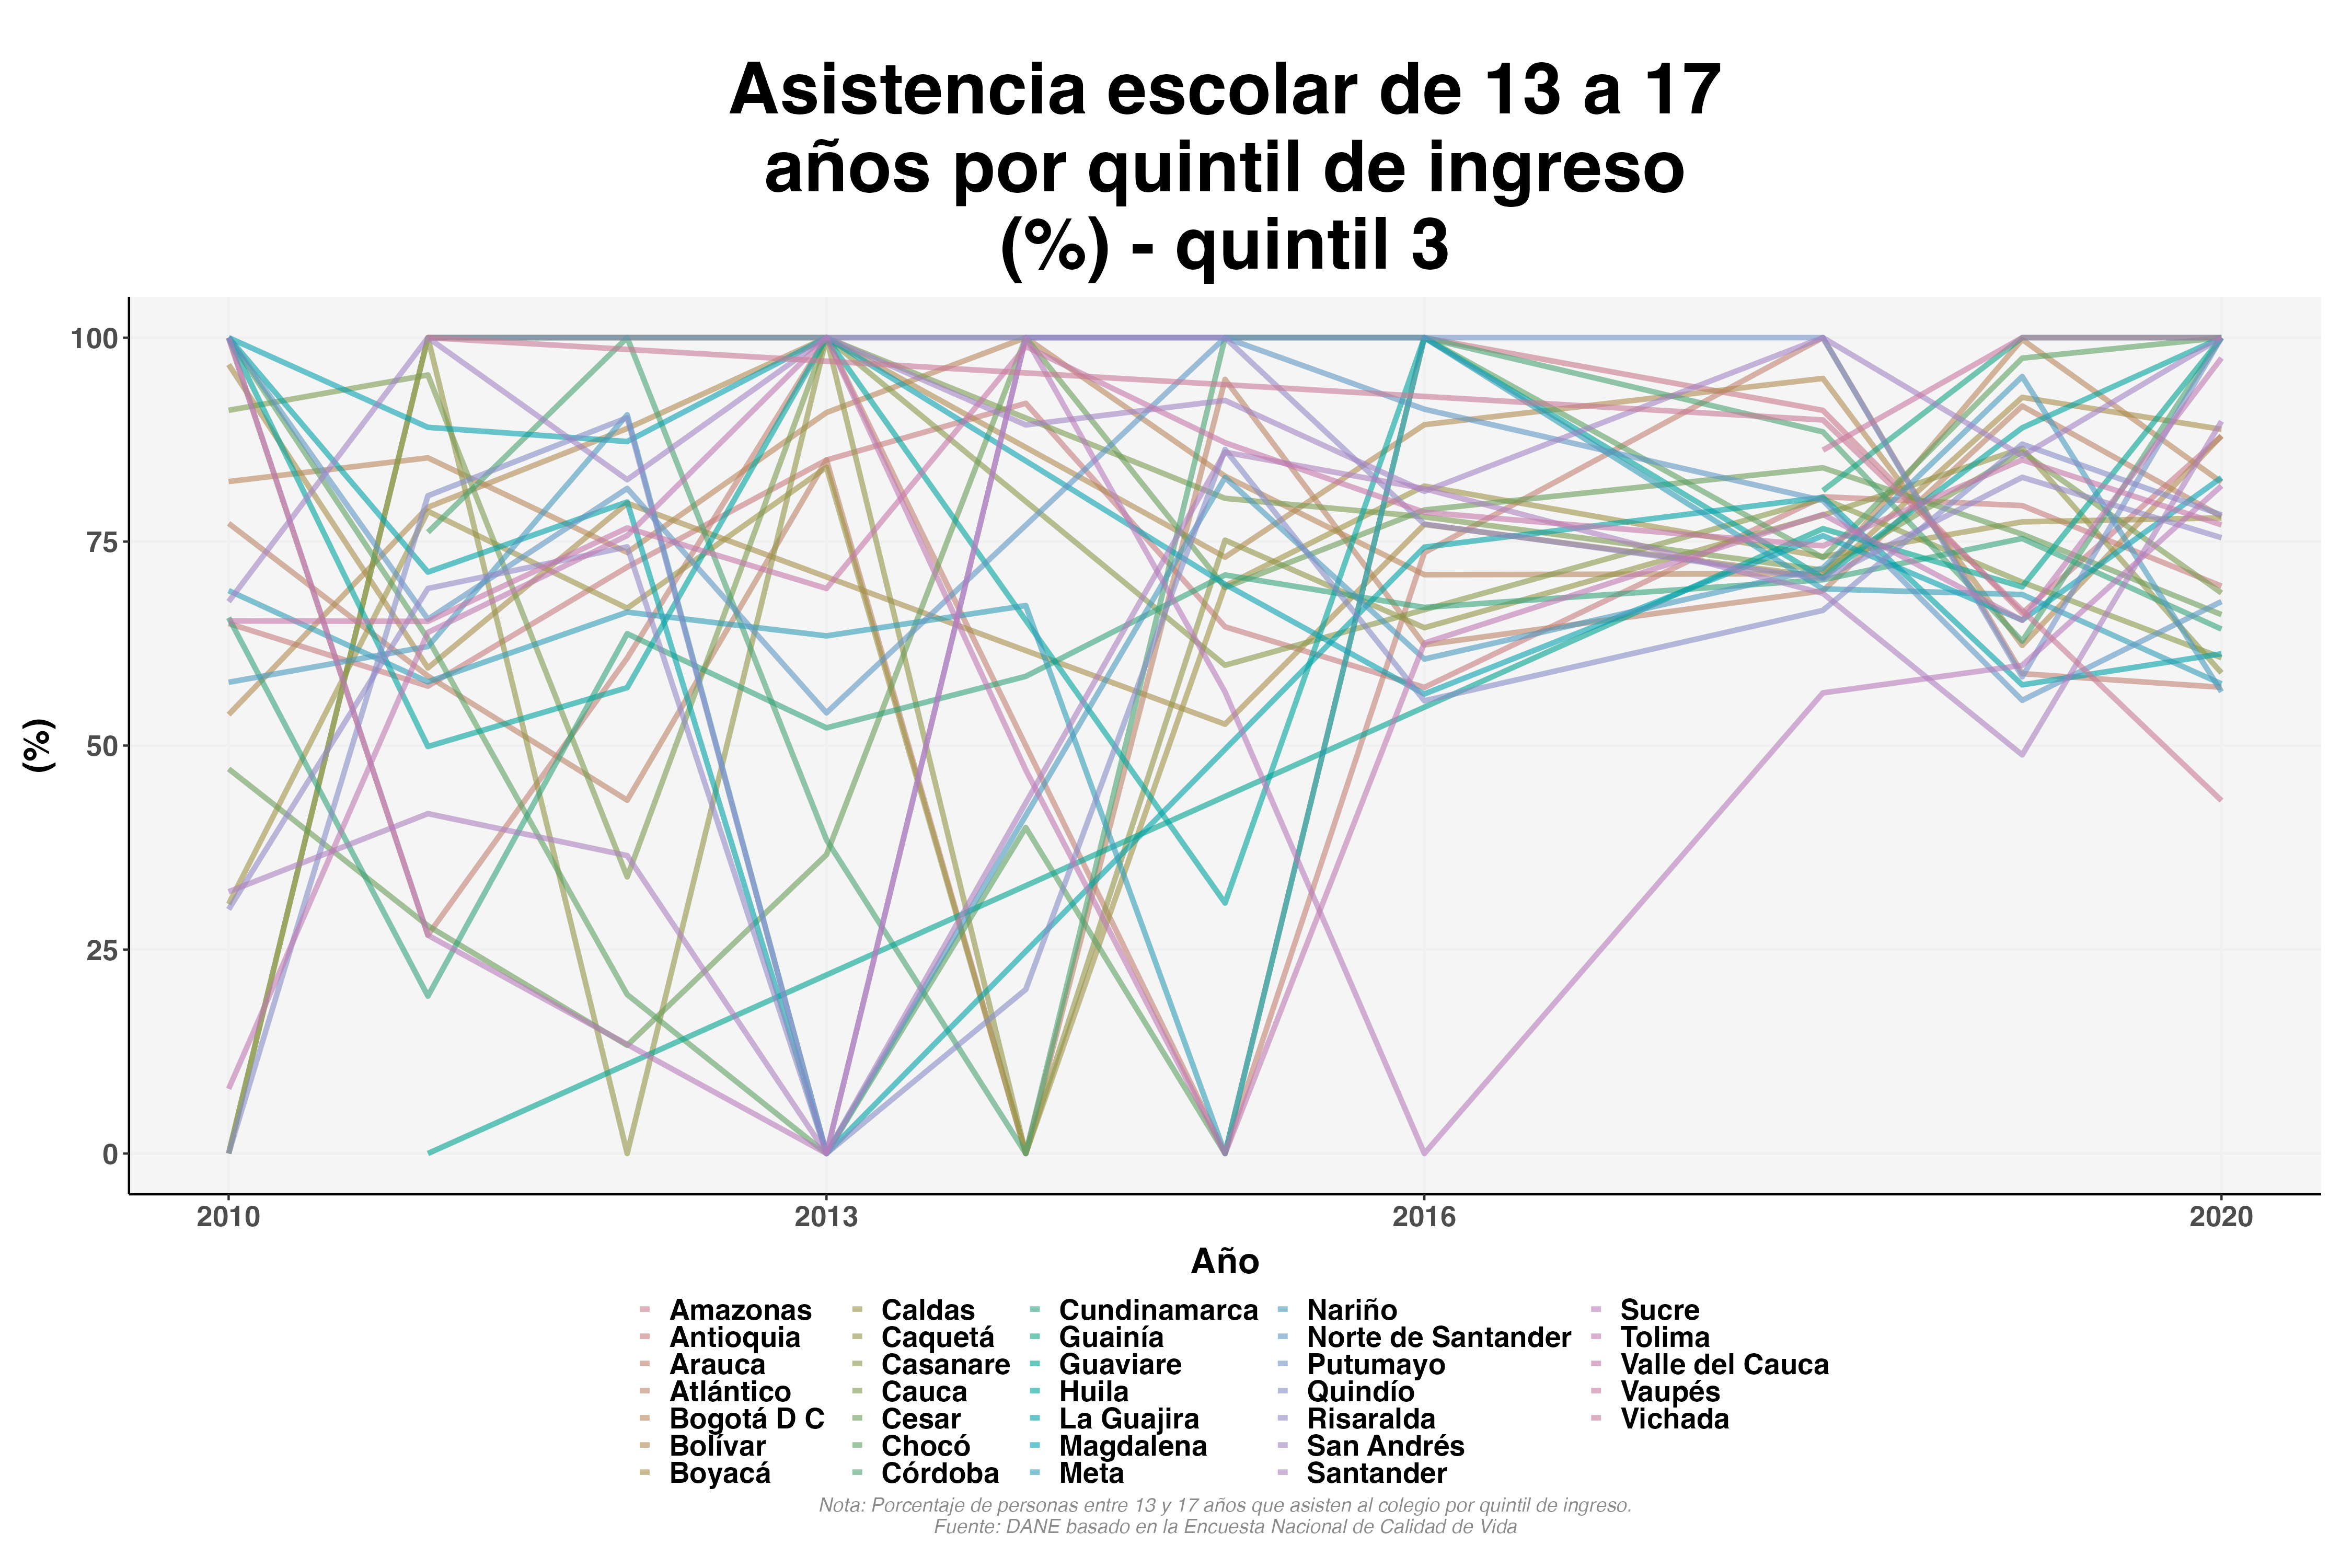 Asistencia escolar de 13 a 17
años por quintil de ingreso
(%) - quintil 3
100
75
50
25
0
(%)
2010
2013
2016
2020
Año
Amazonas
Antioquia
Arauca
Atlántico
Bogotá D C
Bolívar
Boyacá
Caldas
Caquetá
Casanare
Cauca
Cesar
Chocó
Córdoba
Cundinamarca
Guainía
Guaviare
Huila
La Guajira
Magdalena
Meta
Nariño
Norte de Santander
Putumayo
Quindío
Risaralda
San Andrés
Santander
Sucre
Tolima
Valle del Cauca
Vaupés
Vichada
Nota: Porcentaje de personas entre 13 y 17 años que asisten al colegio por quintil de ingreso.
Fuente: DANE basado en la Encuesta Nacional de Calidad de Vida